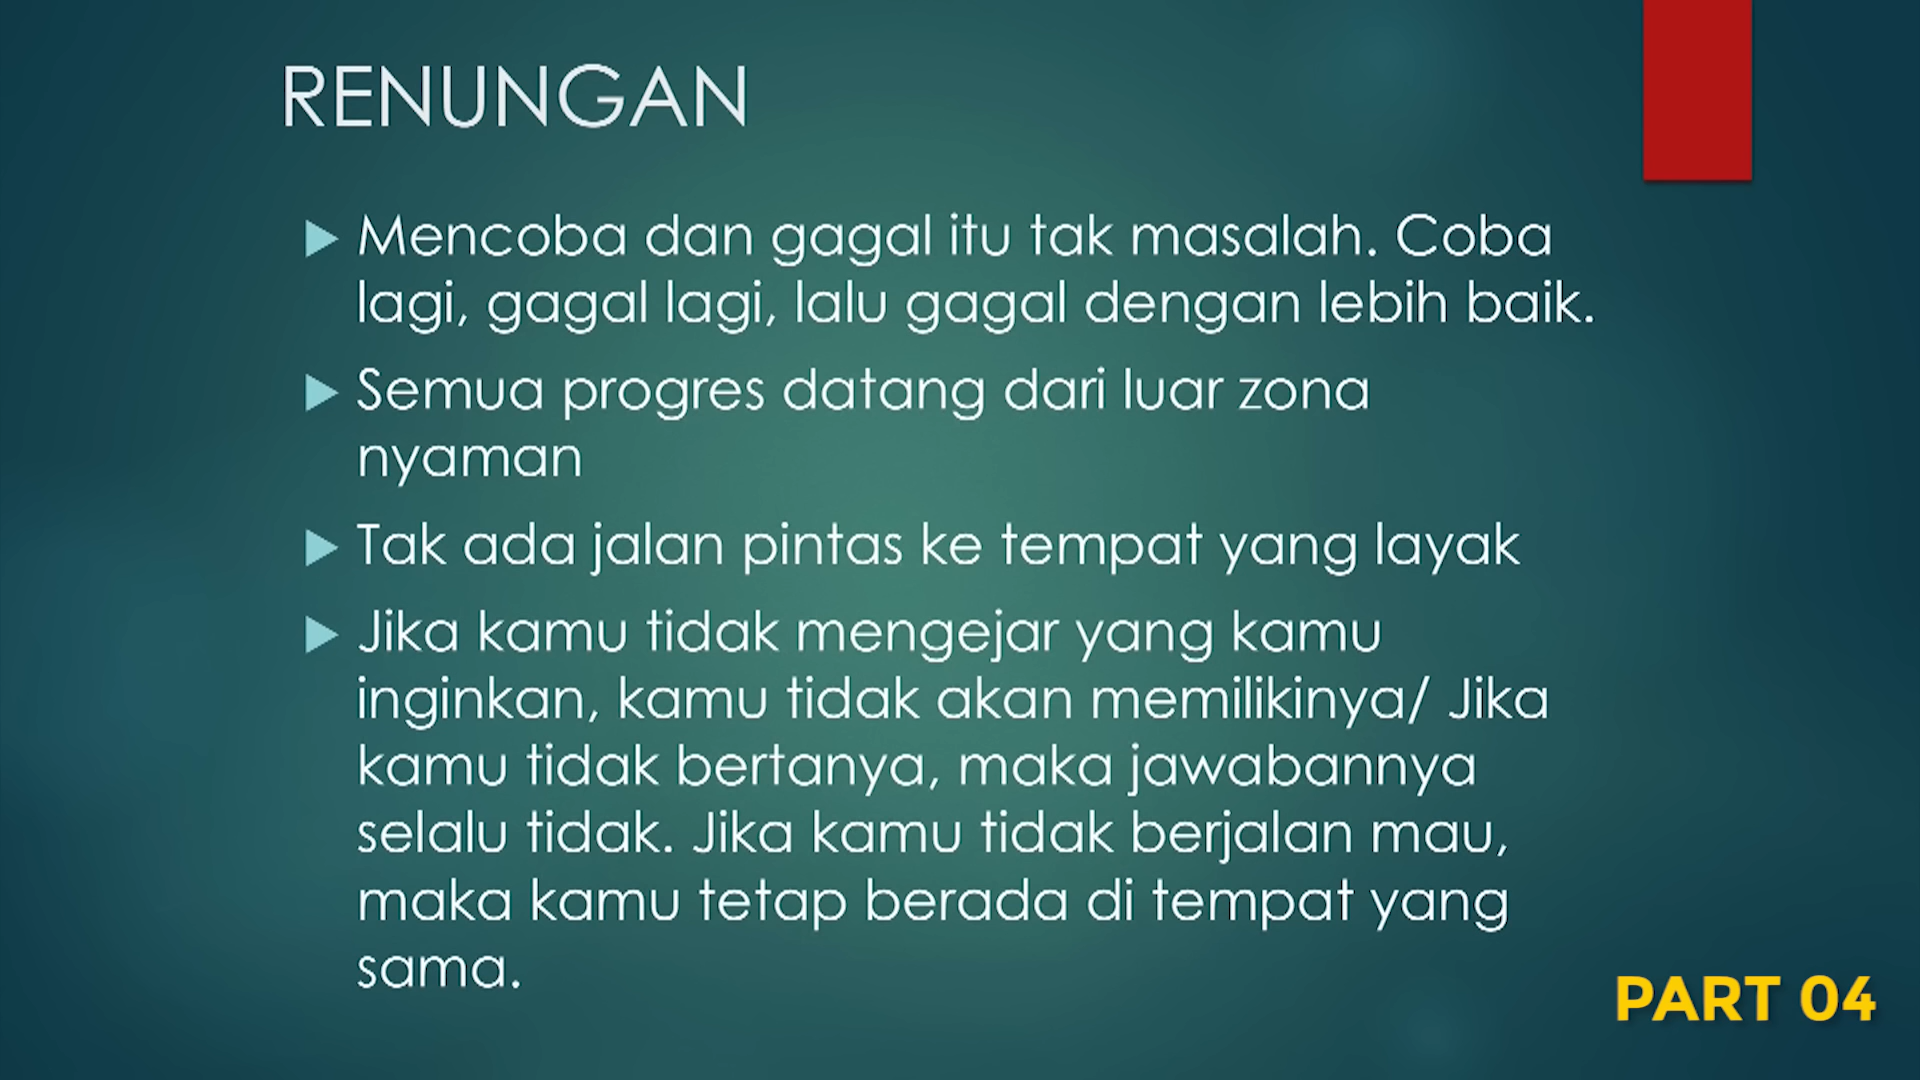 RENUNGAN
Mencoba dan gagal itu tak masalah. Coba
lagi, gagal lagi, lalu gagal dengan lebih baik.
Semua progres datang dari luar zona
nyaman
Tak ada jalan pintas ke tempat yang layak
Jika kamu tidak mengejar yang kamu
inginkan, kamu tidak akan memilikinya/ Jika
kamu tidak bertanya, maka jawabannya
selalu tidak. Jika kamu tidak berjalan mau,
maka kamu tetap berada di tempat yang
sama.
PART 04